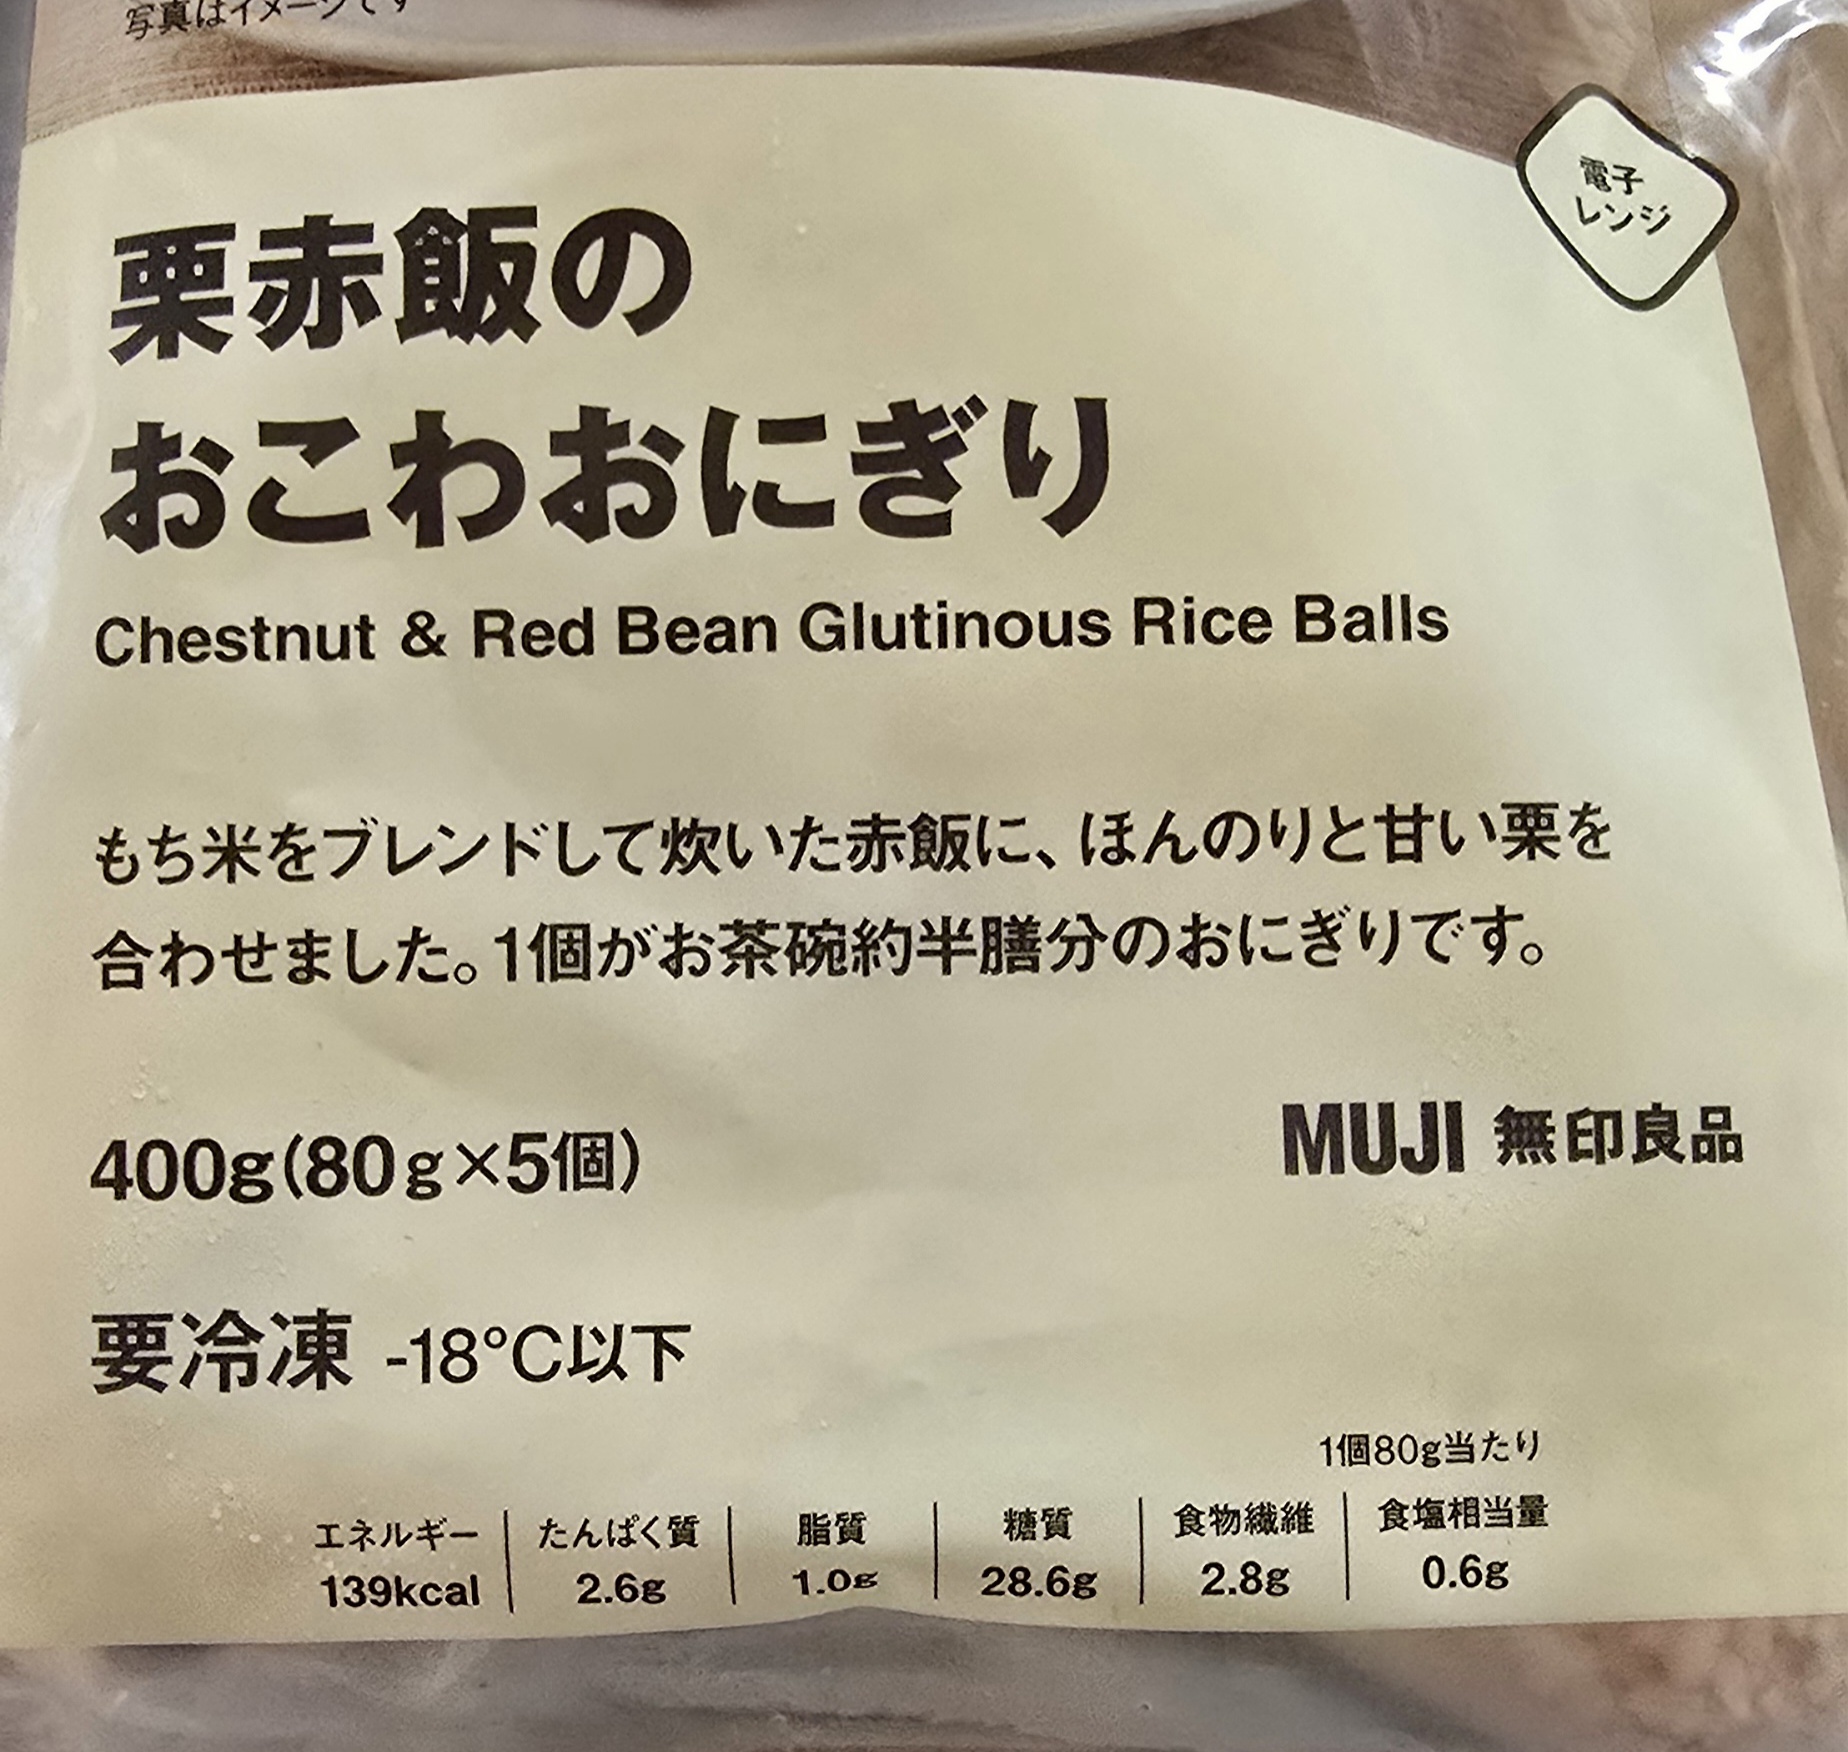 写真はイメージです
電子
レンジ
栗赤飯の
おこわおにぎり
Chestnut & Red Bean Glutinous Rice Balls
もち米をブレンドして炊いた赤飯に、ほんのりと甘い栗を
合わせました。1個がお茶碗約半膳分のおにぎりです。
400g(80g×5個)
MUJI 無印良品
要冷凍 -18℃以下
1個80g当たり
エネルギー たんぱく質 脂質 糖質 食物繊維 食塩相当量
139kcal 2.6g 1.0g 28.6g 2.8g 0.6g